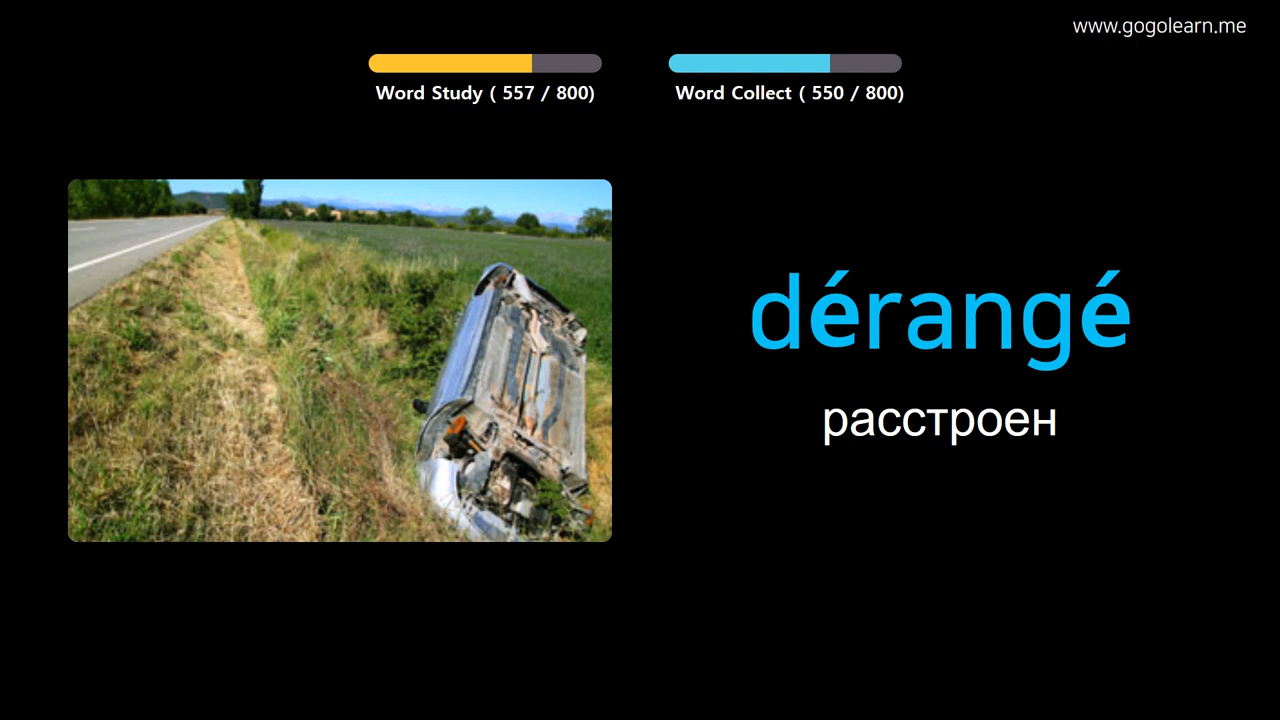 www.gogolearn.me
Word Study ( 557 / 800)
Word Collect ( 550 / 800)
dérangé
расстроен